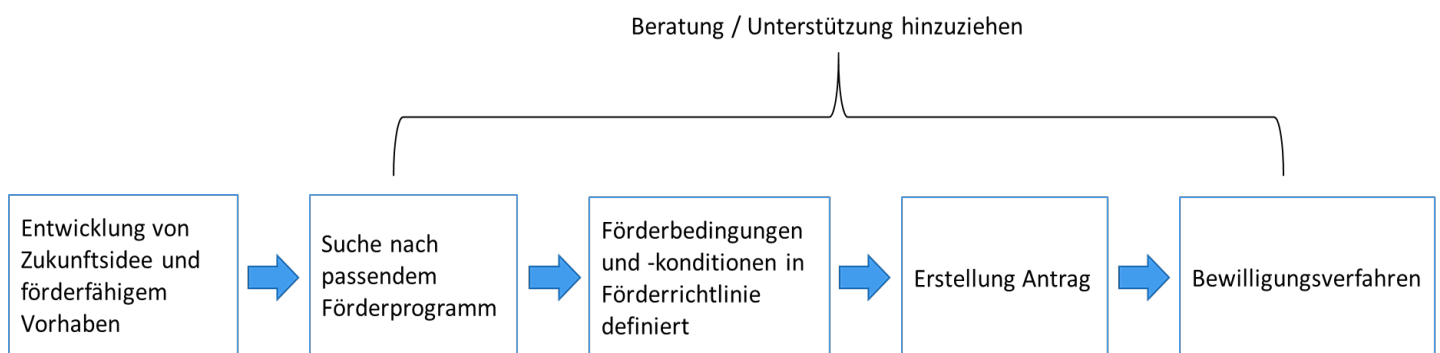 Beratung / Unterstützung hinzuziehen
Entwicklung von
Zukunftsidee und
förderfähigem
Vorhaben
Suche nach
passendem
Förderprogramm
Förderbedingungen
und -konditionen in
Förderrichtlinie
definiert
Erstellung Antrag
Bewilligungsverfahren